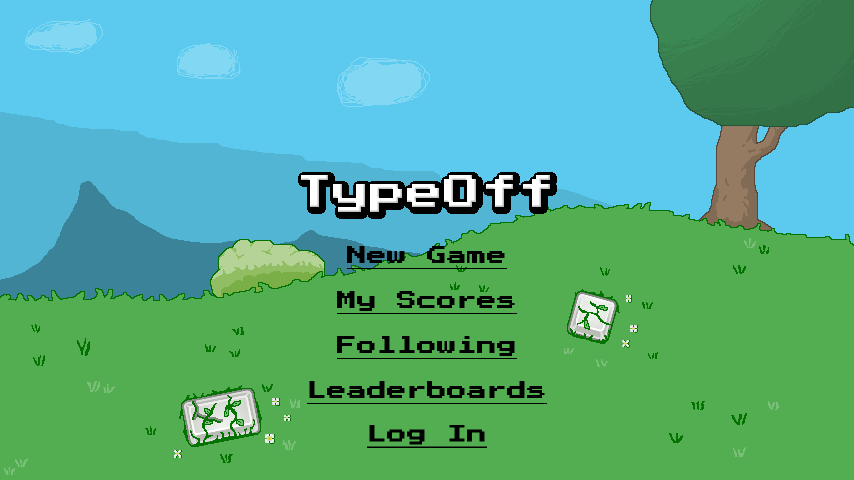 TypeOff
New Game
My Scores
Following
Leaderboards
Log In